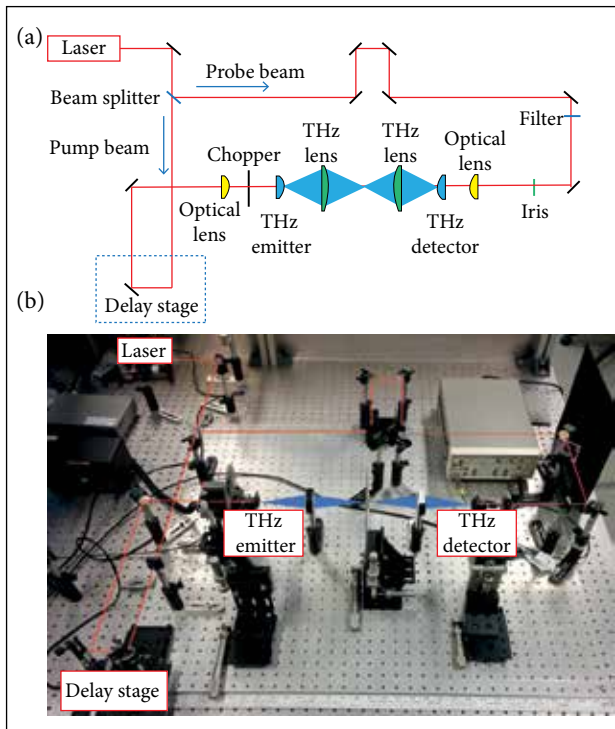 (a)
Laser
Probe beam
Beam splitter
Filter
Pump beam
THz
lens
THz
lens
Optical
lens
Chopper
Optical
lens
THz
emitter
THz
detector
Iris
Delay stage
(b)
Laser
THz
emitter
THz
detector
Delay stage